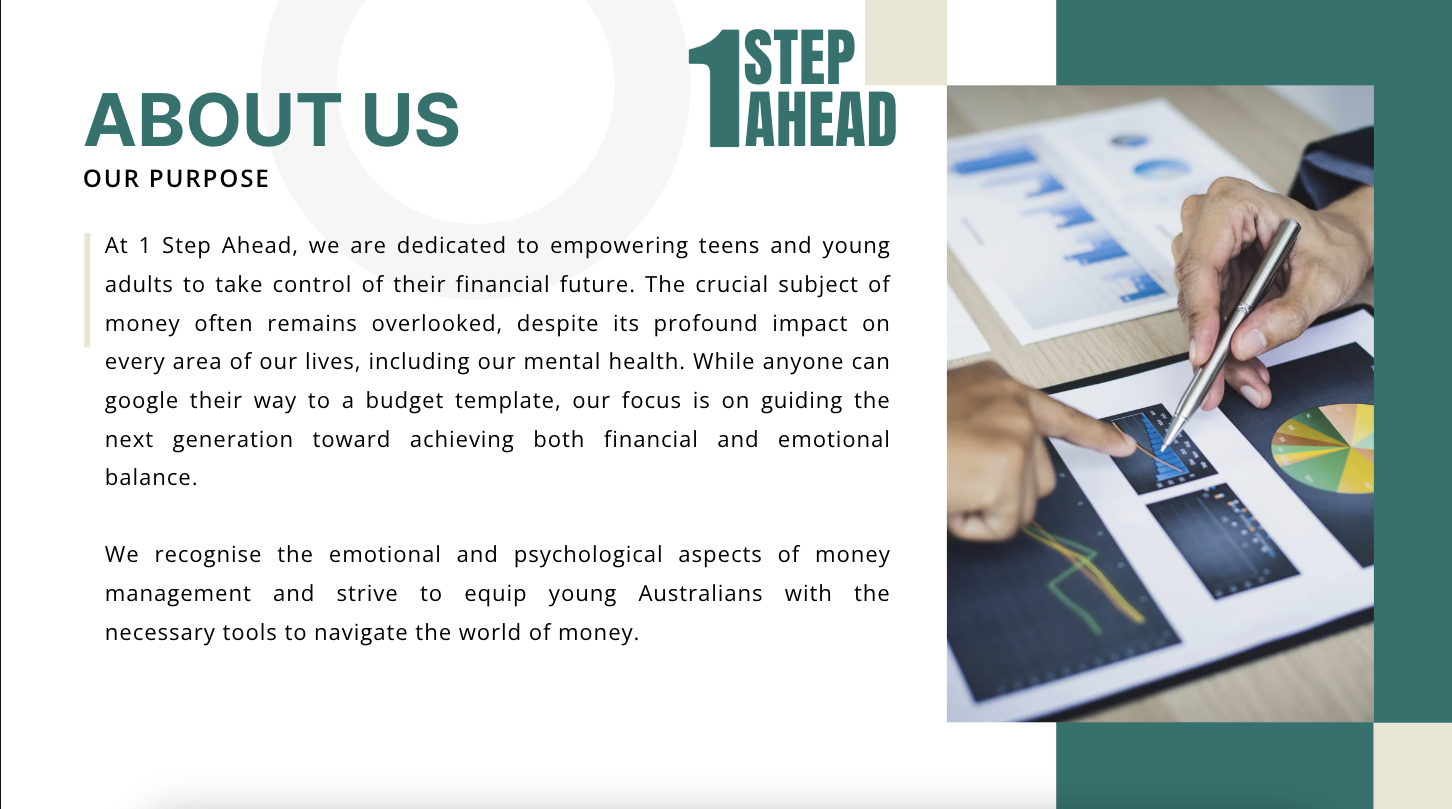 1 STEP
AHEAD
ABOUT US
OUR PURPOSE
At 1 Step Ahead, we are dedicated to empowering teens and young
adults to take control of their financial future. The crucial subject of
money often remains overlooked, despite its profound impact on
every area of our lives, including our mental health. While anyone can
google their way to a budget template, our focus is on guiding the
next generation toward achieving both financial and emotional
balance.
We recognise the emotional and psychological aspects of money
management and strive to equip young Australians with the
necessary tools to navigate the world of money.